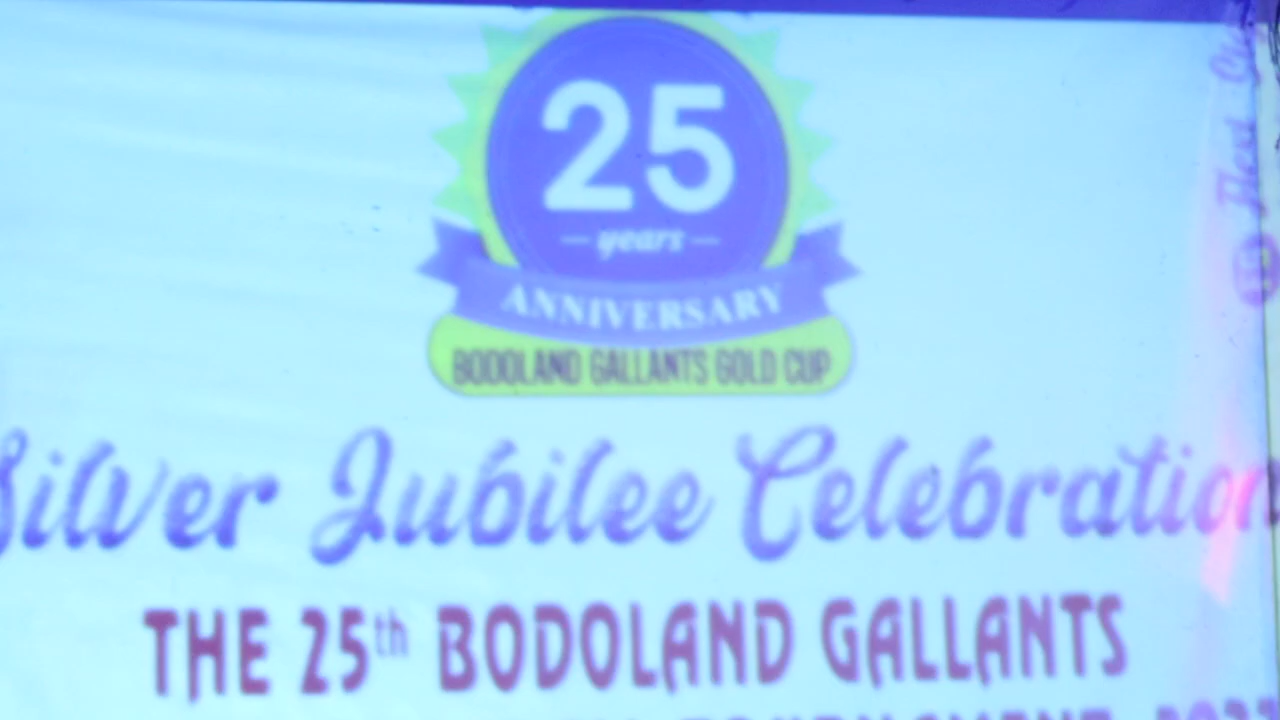 25
years
ANNIVERSARY
BODOLAND GALLANTS GOLD CUP
Silver Jubilee Celebration
THE 25th BODOLAND GALLANTS